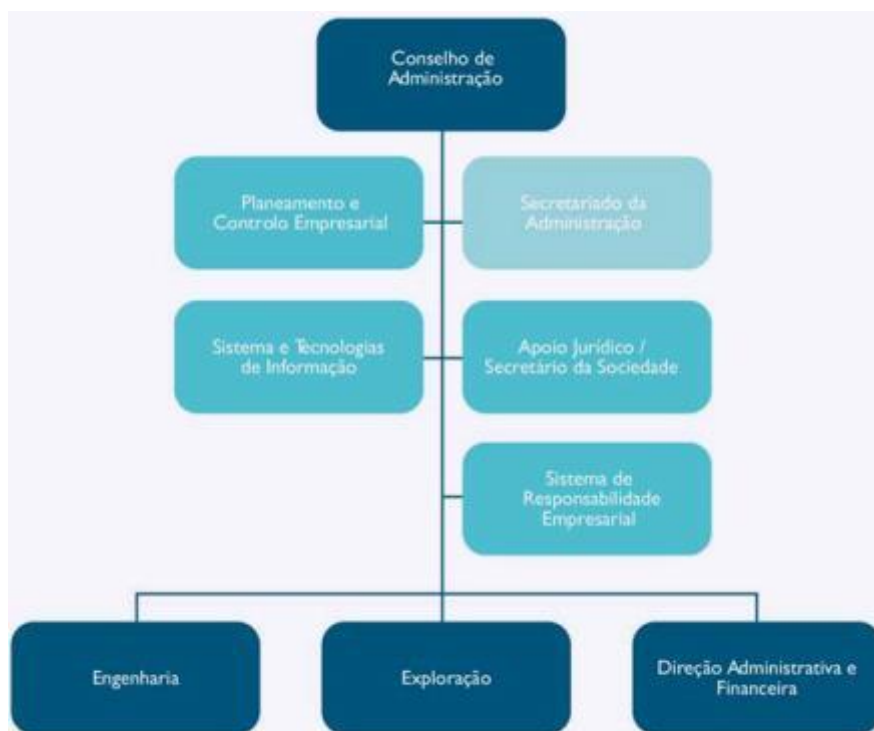 Conselho de
Administração
Planeamento e
Controlo Empresarial
Secretariado da
Administração
Sistema e Tecnologias
de Informação
Apoio Jurídico /
Secretário da Sociedade
Sistema de
Responsabilidade
Empresarial
Engenharia
Exploração
Direção Administrativa e
Financeira